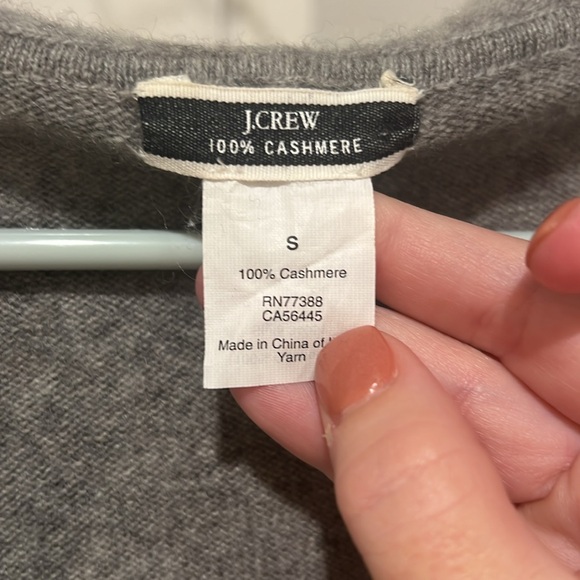 J.CREW
100% CASHMERE
S
100% Cashmere
RN77388
CA56445
Made in China of
Yarn